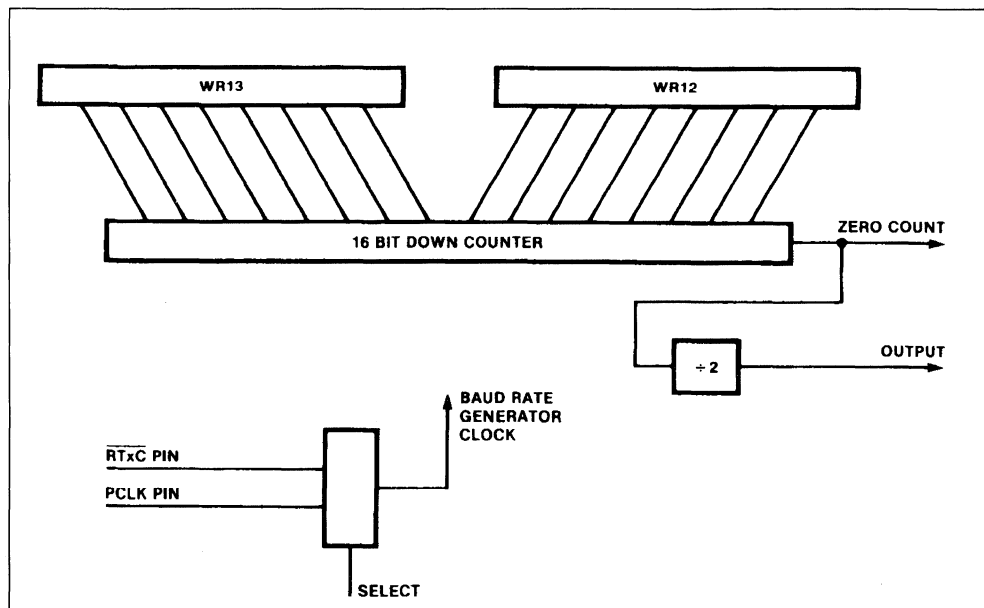 WR13
WR12
16 BIT DOWN COUNTER
ZERO COUNT
÷ 2
OUTPUT
BAUD RATE
GENERATOR
CLOCK
RTxC PIN
PCLK PIN
SELECT